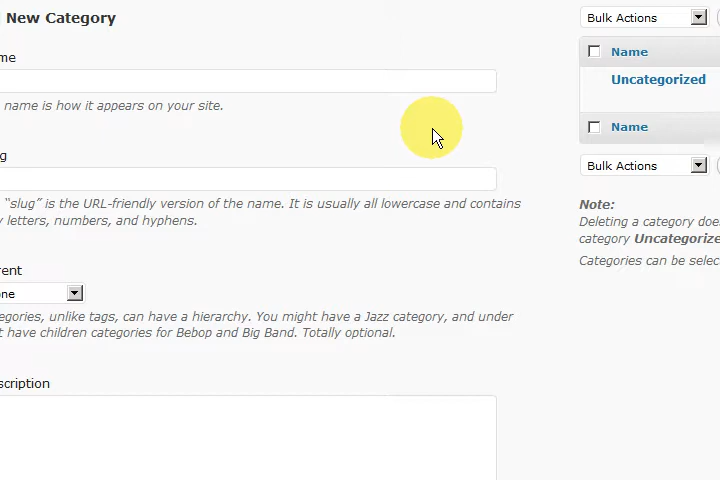 New Category
me
name is how it appears on your site.
g
“slug” is the URL-friendly version of the name. It is usually all lowercase and contains
y letters, numbers, and hyphens.
rent
one
egories, unlike tags, can have a hierarchy. You might have a Jazz category, and under
t have children categories for Bebop and Big Band. Totally optional.
scription
Bulk Actions
Name
Uncategorized
Name
Bulk Actions
Note:
Deleting a category doe
category Uncategorize
Categories can be selec